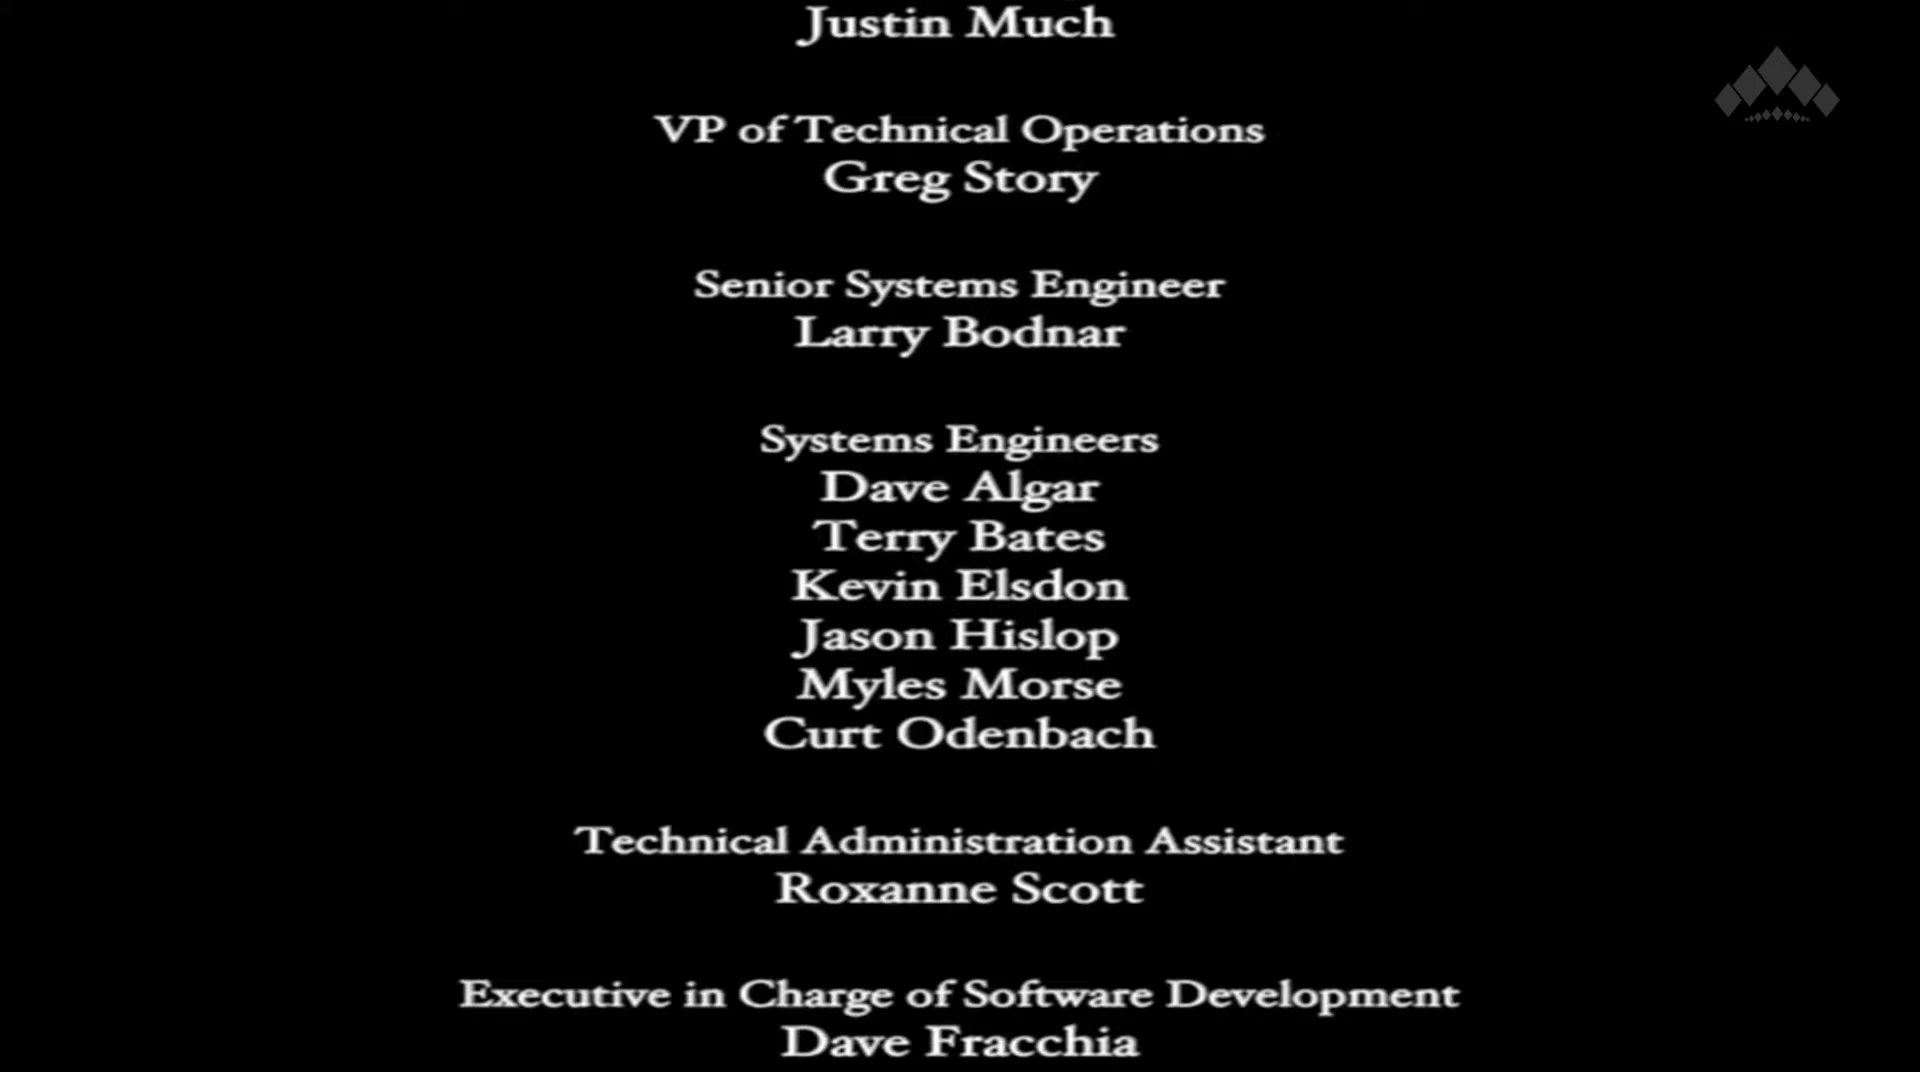 Justin Much
VP of Technical Operations
Greg Story
Senior Systems Engineer
Larry Bodnar
Systems Engineers
Dave Algar
Terry Bates
Kevin Elsdon
Jason Hislop
Myles Morse
Curt Odenbach
Technical Administration Assistant
Roxanne Scott
Executive in Charge of Software Development
Dave Fracchia